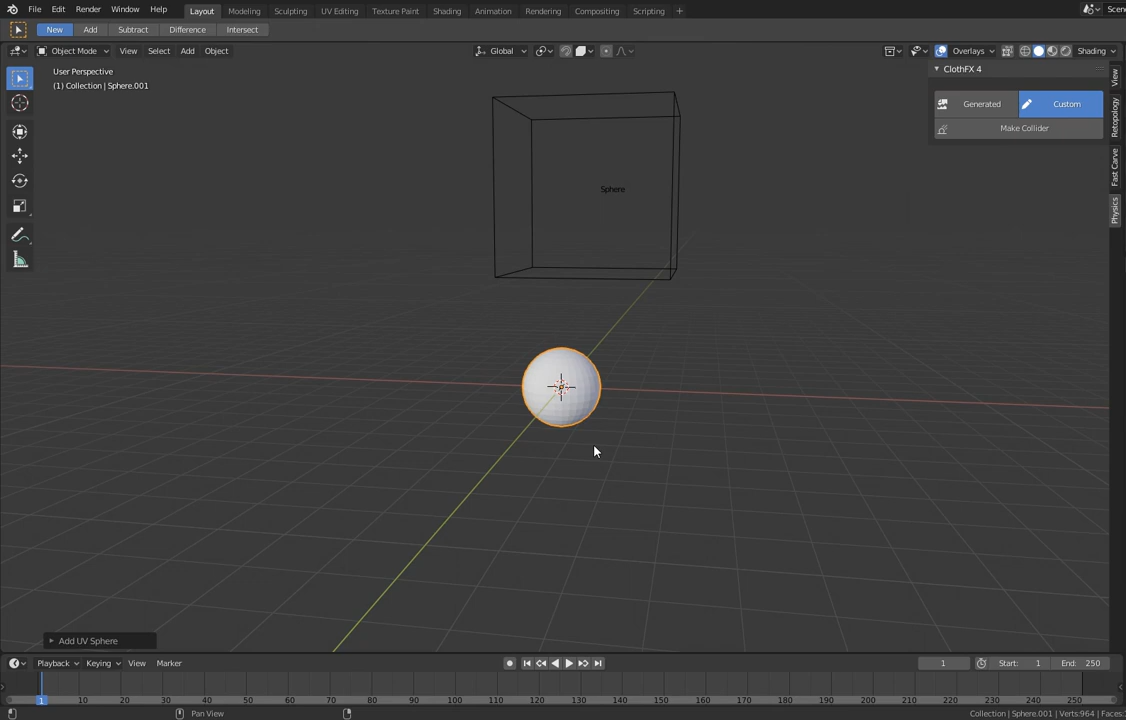 File Edit Render Window Help Layout Modeling Sculpting UV Editing Texture Paint Shading Animation Rendering Compositing Scripting + Scen
New Add Subtract Difference Intersect
Object Mode View Select Add Object Global Overlays Shading
User Perspective
(1) Collection | Sphere.001
ClothFX 4
Generated Custom
Make Collider
View
Retopology
Fast Carve
Physics
Sphere
Add UV Sphere
Playback Keying View Marker 1 Start: 1 End: 250
1 10 20 30 40 50 60 70 80 90 100 110 120 130 140 150 160 170 180 190 200 210 220 230 240 250
Pan View Collection | Sphere.001 | Verts:964 | Faces: